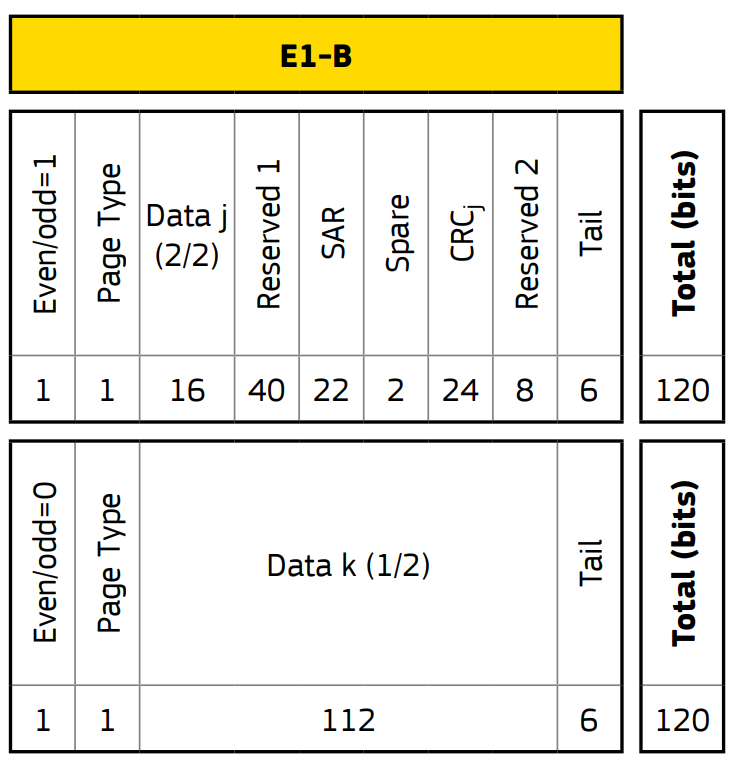 E1-B
Even/odd=1
Page Type
Data j
(2/2)
Reserved 1
SAR
Spare
CRCj
Reserved 2
Tail
Total (bits)
1 1 16 40 22 2 24 8 6 120
Even/odd=0
Page Type
Data k (1/2)
Tail
Total (bits)
1 1 112 6 120